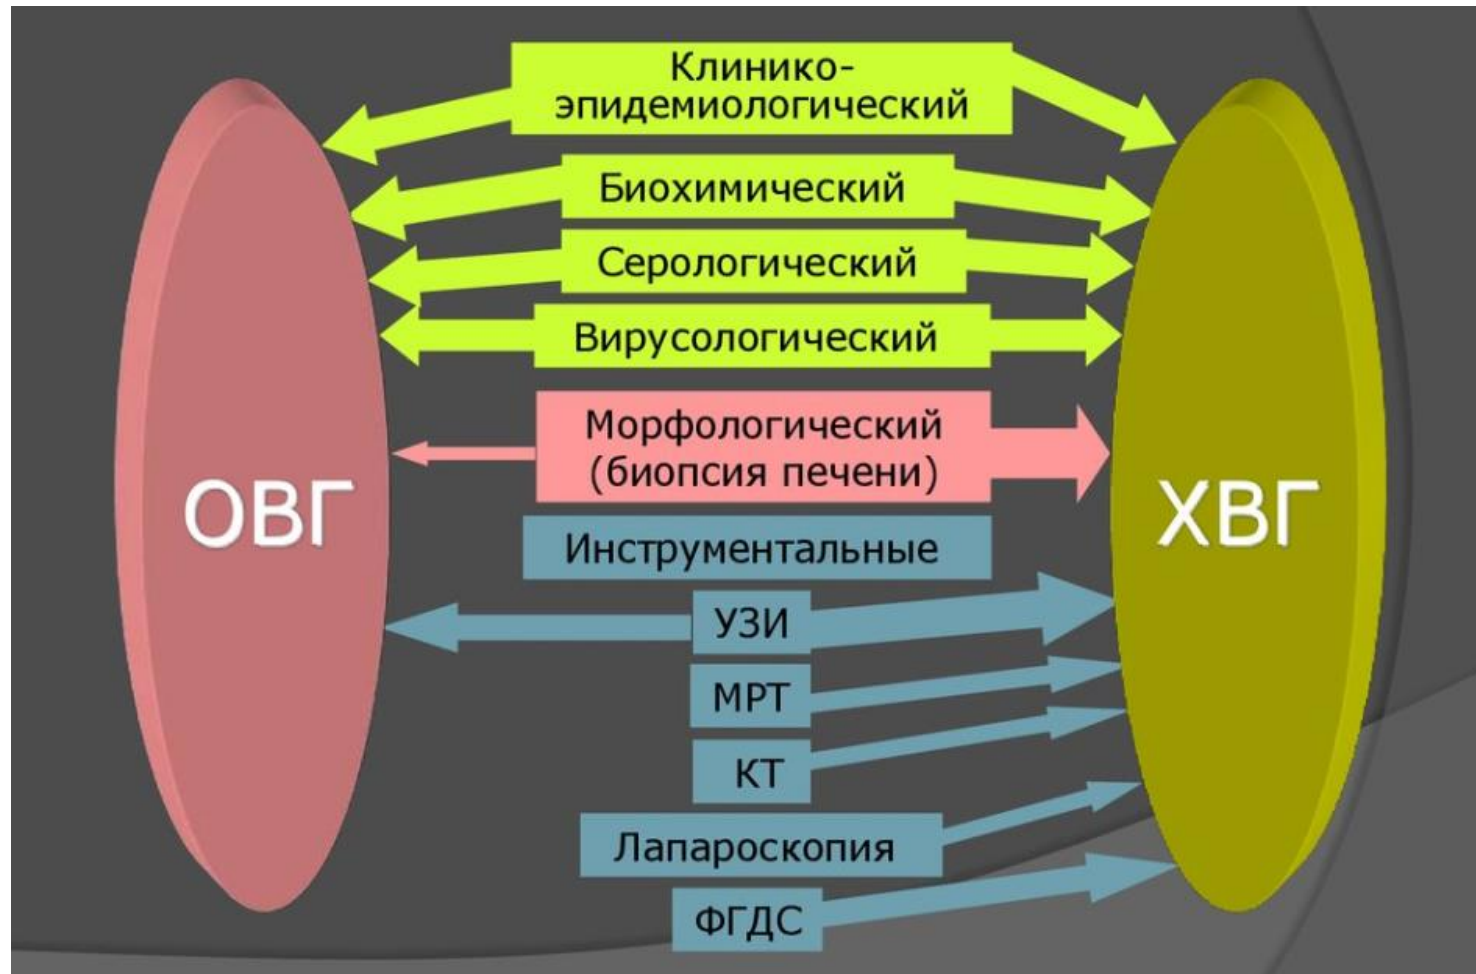 Клинико-
эпидемиологический
Биохимический
Серологический
Вирусологический
Морфологический
(биопсия печени)
ОВГ
ХВГ
Инструментальные
УЗИ
МРТ
КТ
Лапароскопия
ФГДС